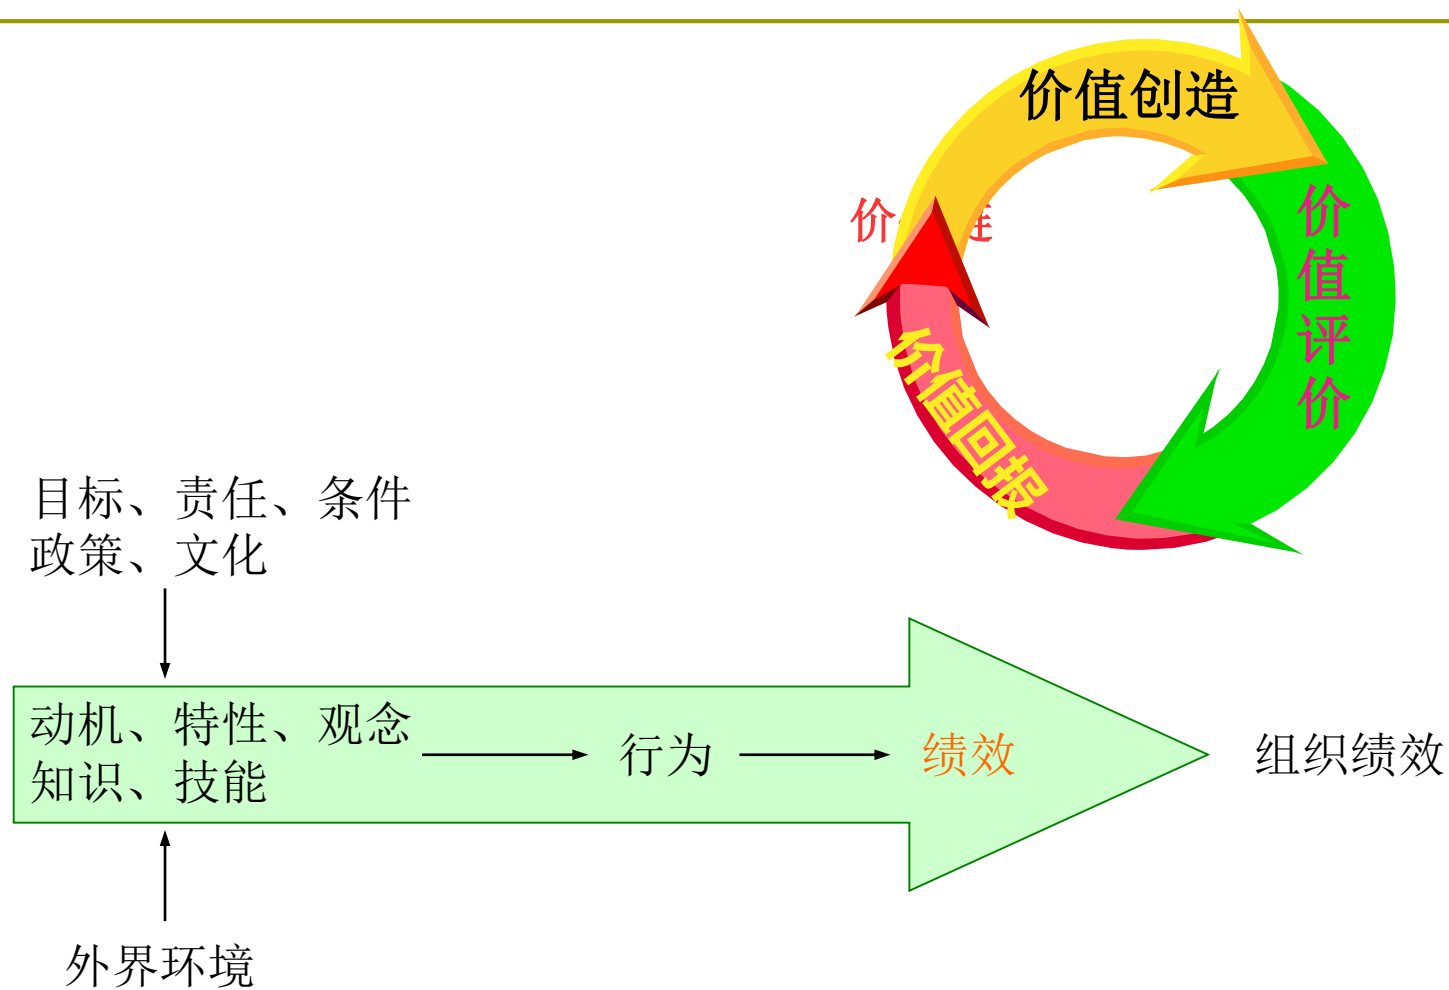 价值创造
价值评价
价值回报
目标、责任、条件
政策、文化
动机、特性、观念
知识、技能
行为
绩效
组织绩效
外界环境